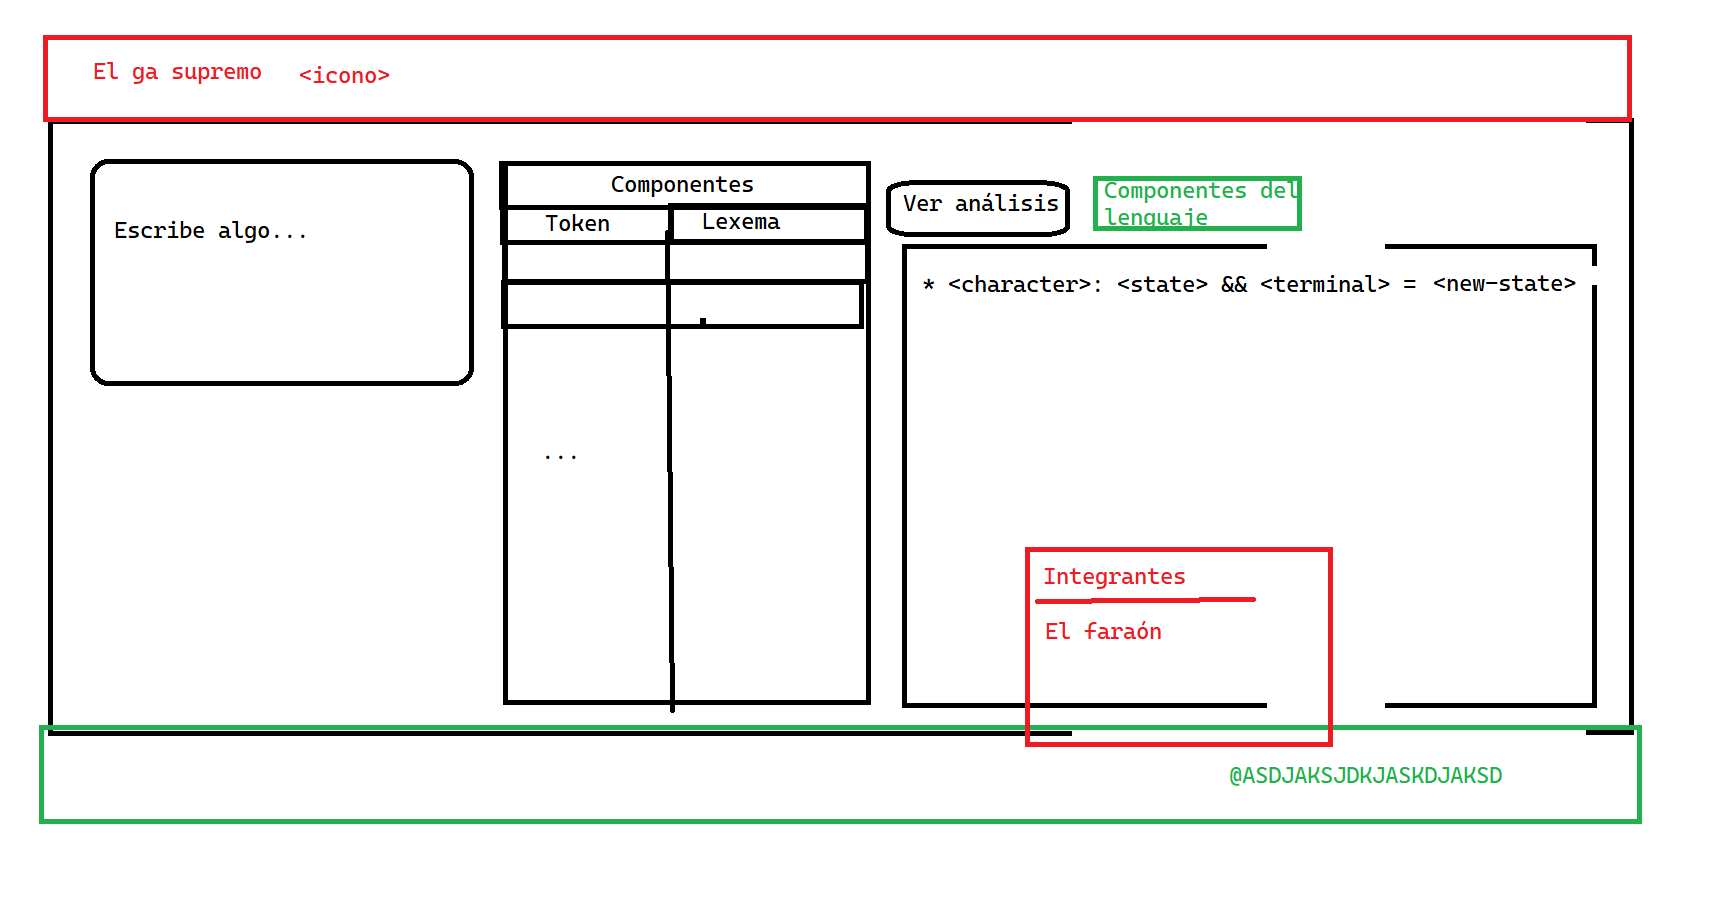 El ga supremo <icono>
Escribe algo...
Componentes
Token Lexema
...
Ver análisis
Componentes del
lenguaje
* <character>: <state> && <terminal> = <new-state>
Integrantes
El faraón
@ASDJAKSJDKJASKDJAKSD